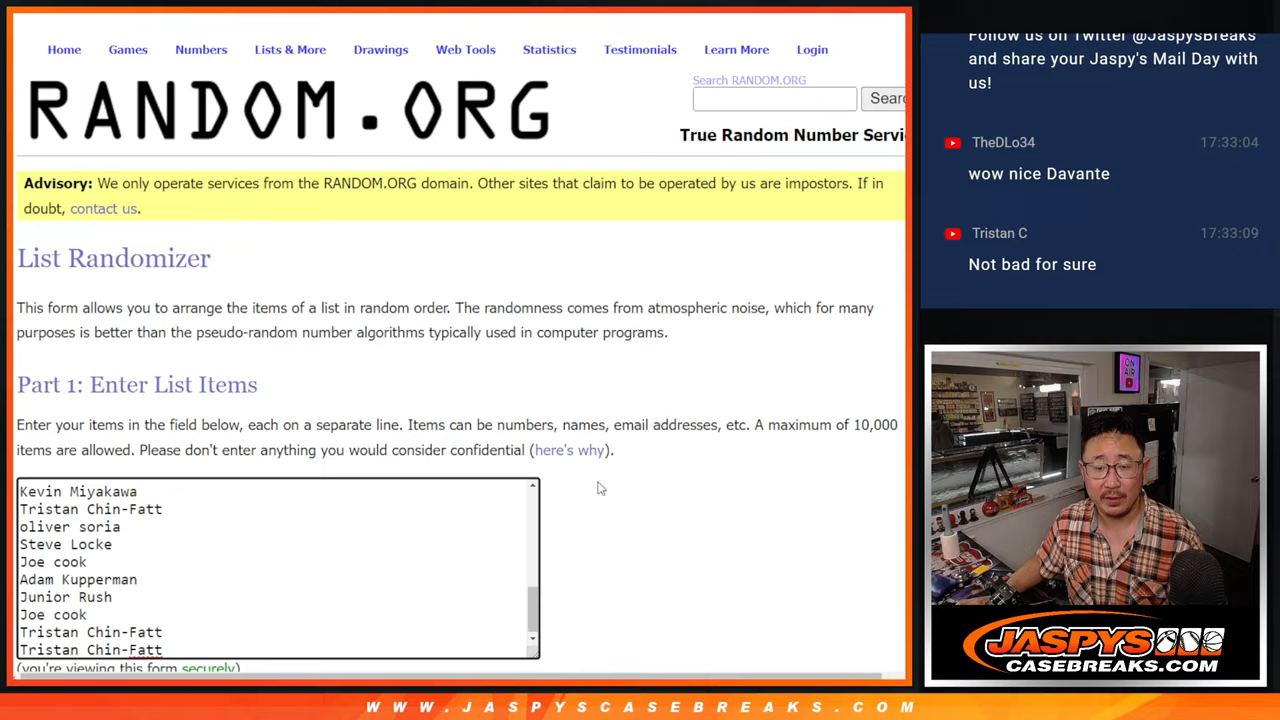 Home Games Numbers Lists & More Drawings Web Tools Statistics Testimonials Learn More Login
RANDOM.ORG
Search RANDOM.ORG
Searc
True Random Number Servi
Advisory: We only operate services from the RANDOM.ORG domain. Other sites that claim to be operated by us are impostors. If in
doubt, contact us.
List Randomizer
This form allows you to arrange the items of a list in random order. The randomness comes from atmospheric noise, which for many
purposes is better than the pseudo-random number algorithms typically used in computer programs.
Part 1: Enter List Items
Enter your items in the field below, each on a separate line. Items can be numbers, names, email addresses, etc. A maximum of 10,000
items are allowed. Please don't enter anything you would consider confidential (here's why).
Kevin Miyakawa
Tristan Chin-Fatt
oliver soria
Steve Locke
Joe cook
Adam Kupperman
Junior Rush
Joe cook
Tristan Chin-Fatt
Tristan Chin-Fatt
(you're viewing this form securely)
Follow us on Twitter @JaspysBreaks
and share your Jaspy's Mail Day with
us!
TheDLo34 17:33:04
wow nice Davante
Tristan C 17:33:09
Not bad for sure
ON
AIR
JASPYS
CASEBREAKS.COM
WWW.JASPYSCASEBREAKS.COM